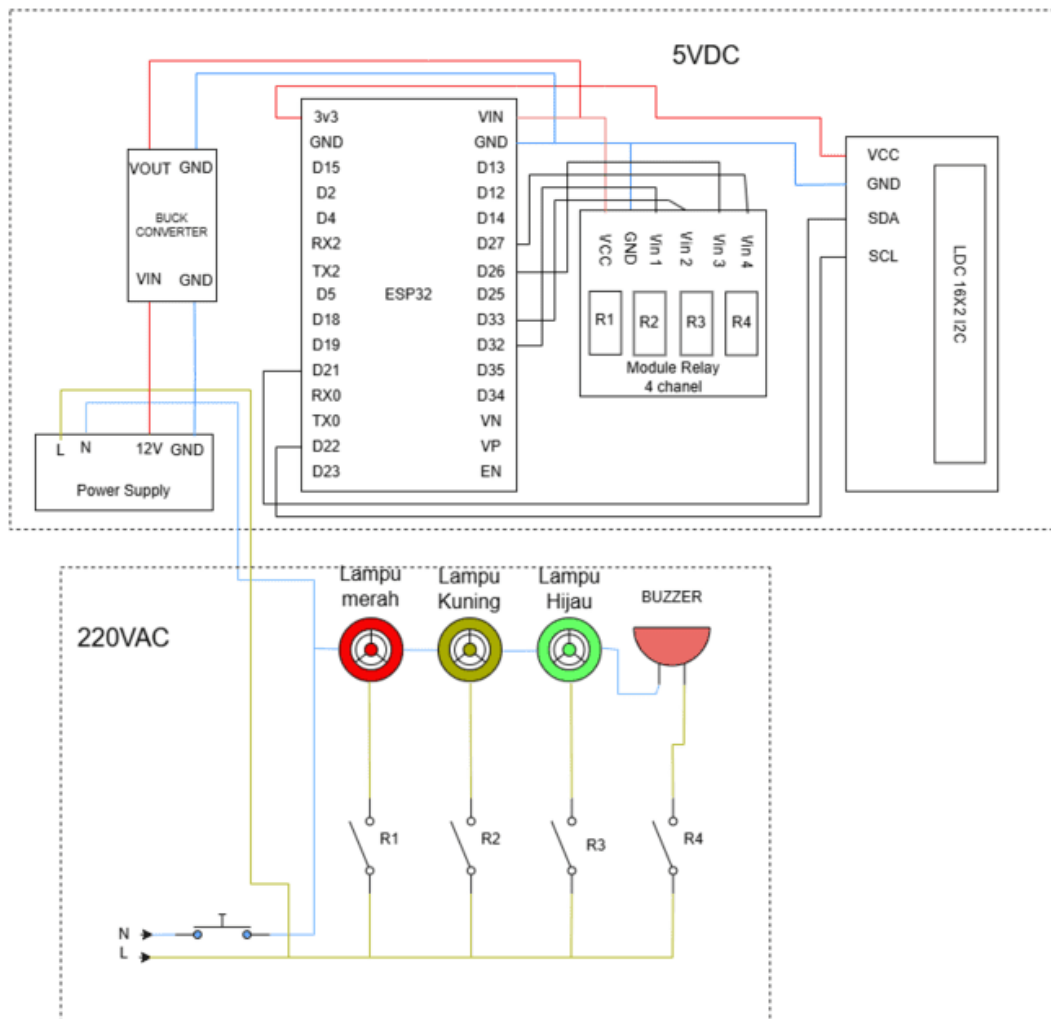 5VDC
VOUT GND
BUCK
CONVERTER
VIN GND
L N 12V GND
Power Supply
3v3
GND
D15
D2
D4
RX2
TX2
D5
D18
D19
D21
RX0
TX0
D22
D23
ESP32
VIN
GND
D13
D12
D14
D27
D26
D25
D33
D32
D35
D34
VN
VP
EN
VCC
GND
Vin 1
Vin 2
Vin 3
Vin 4
R1 R2 R3 R4
Module Relay
4 chanel
VCC
GND
SDA
SCL
LDC 16X2 I2C
220VAC
Lampu
merah
Lampu
Kuning
Lampu
Hijau
BUZZER
R1
R2
R3
R4
N
L